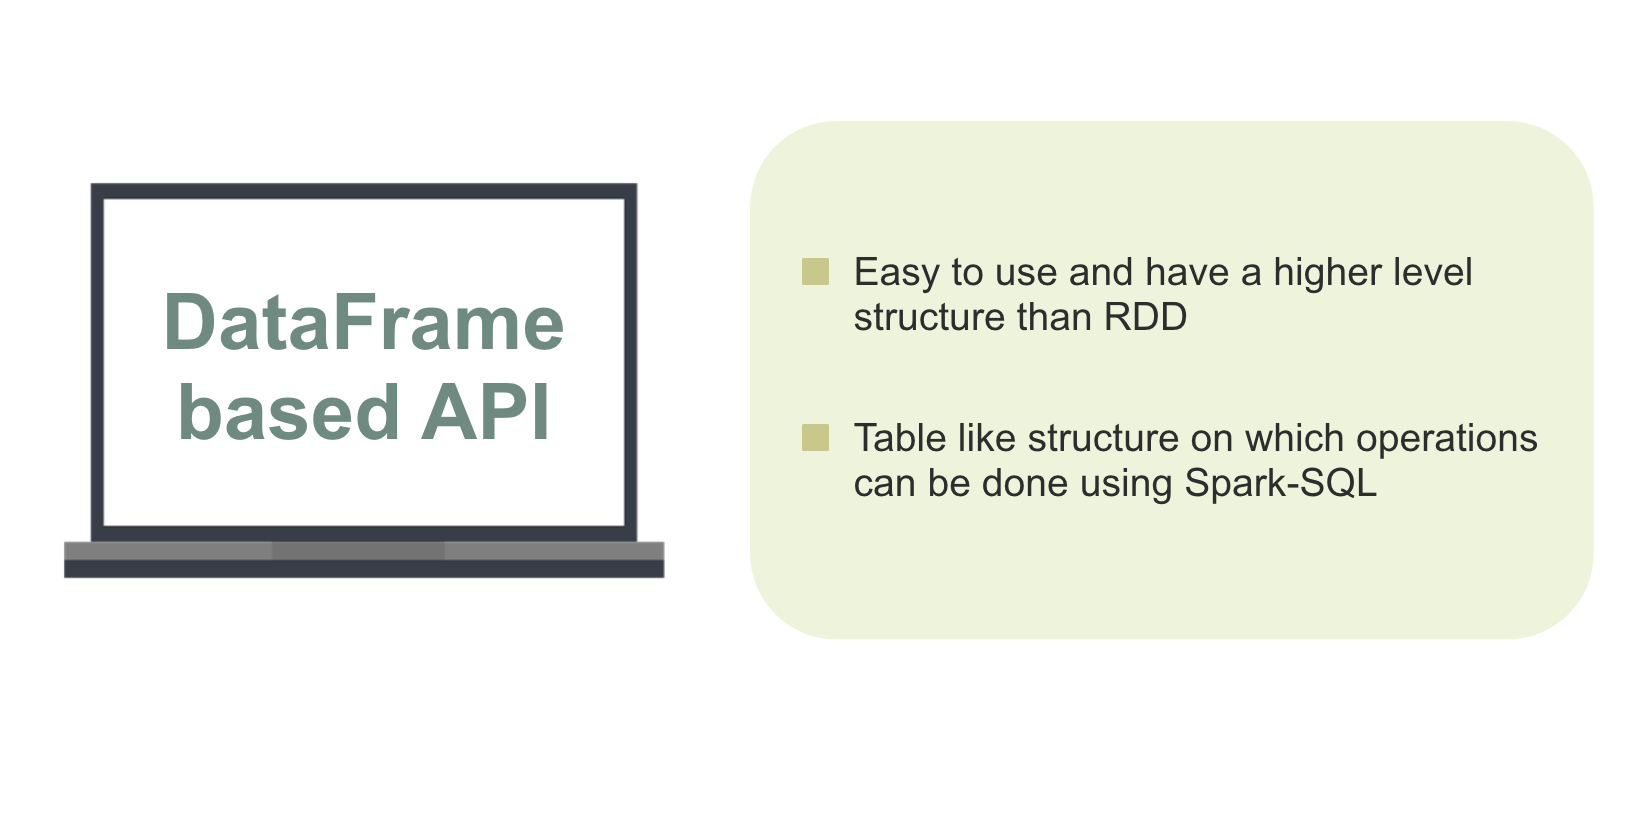 DataFrame
based API
Easy to use and have a higher level
structure than RDD
Table like structure on which operations
can be done using Spark-SQL